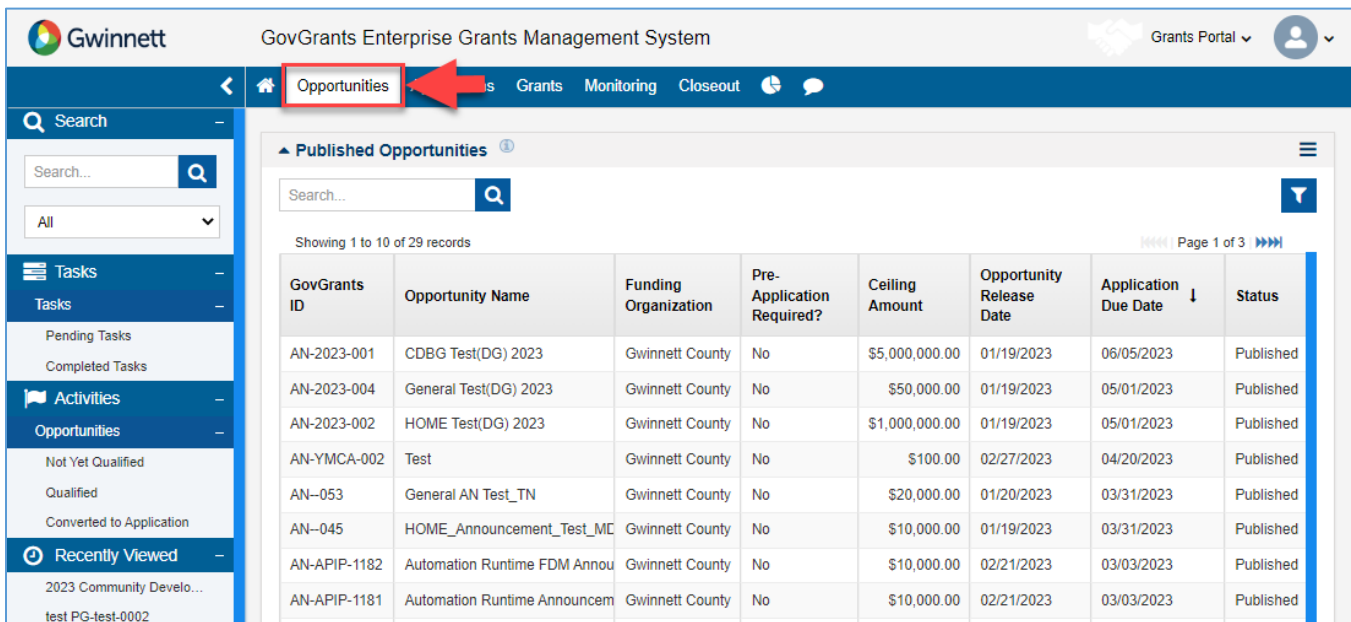 Gwinnett
GovGrants Enterprise Grants Management System
Grants Portal
Opportunities
Grants
Monitoring
Closeout
Search
Search...
All
Tasks
Tasks
Pending Tasks
Completed Tasks
Activities
Opportunities
Not Yet Qualified
Qualified
Converted to Application
Recently Viewed
2023 Community Develo...
test PG-test-0002
Published Opportunities
Search...
Showing 1 to 10 of 29 records
Page 1 of 3
GovGrants ID Opportunity Name Funding Organization Pre-Application Required? Ceiling Amount Opportunity Release Date Application Due Date Status
AN-2023-001 CDBG Test(DG) 2023 Gwinnett County No $5,000,000.00 01/19/2023 06/05/2023 Published
AN-2023-004 General Test(DG) 2023 Gwinnett County No $50,000.00 01/19/2023 05/01/2023 Published
AN-2023-002 HOME Test(DG) 2023 Gwinnett County No $1,000,000.00 01/19/2023 05/01/2023 Published
AN-YMCA-002 Test Gwinnett County No $100.00 02/27/2023 04/20/2023 Published
AN--053 General AN Test_TN Gwinnett County No $20,000.00 01/20/2023 03/31/2023 Published
AN--045 HOME_Announcement_Test_MD Gwinnett County No $10,000.00 01/19/2023 03/31/2023 Published
AN-APIP-1182 Automation Runtime FDM Annou Gwinnett County No $10,000.00 02/21/2023 03/03/2023 Published
AN-APIP-1181 Automation Runtime Announcem Gwinnett County No $10,000.00 02/21/2023 03/03/2023 Published